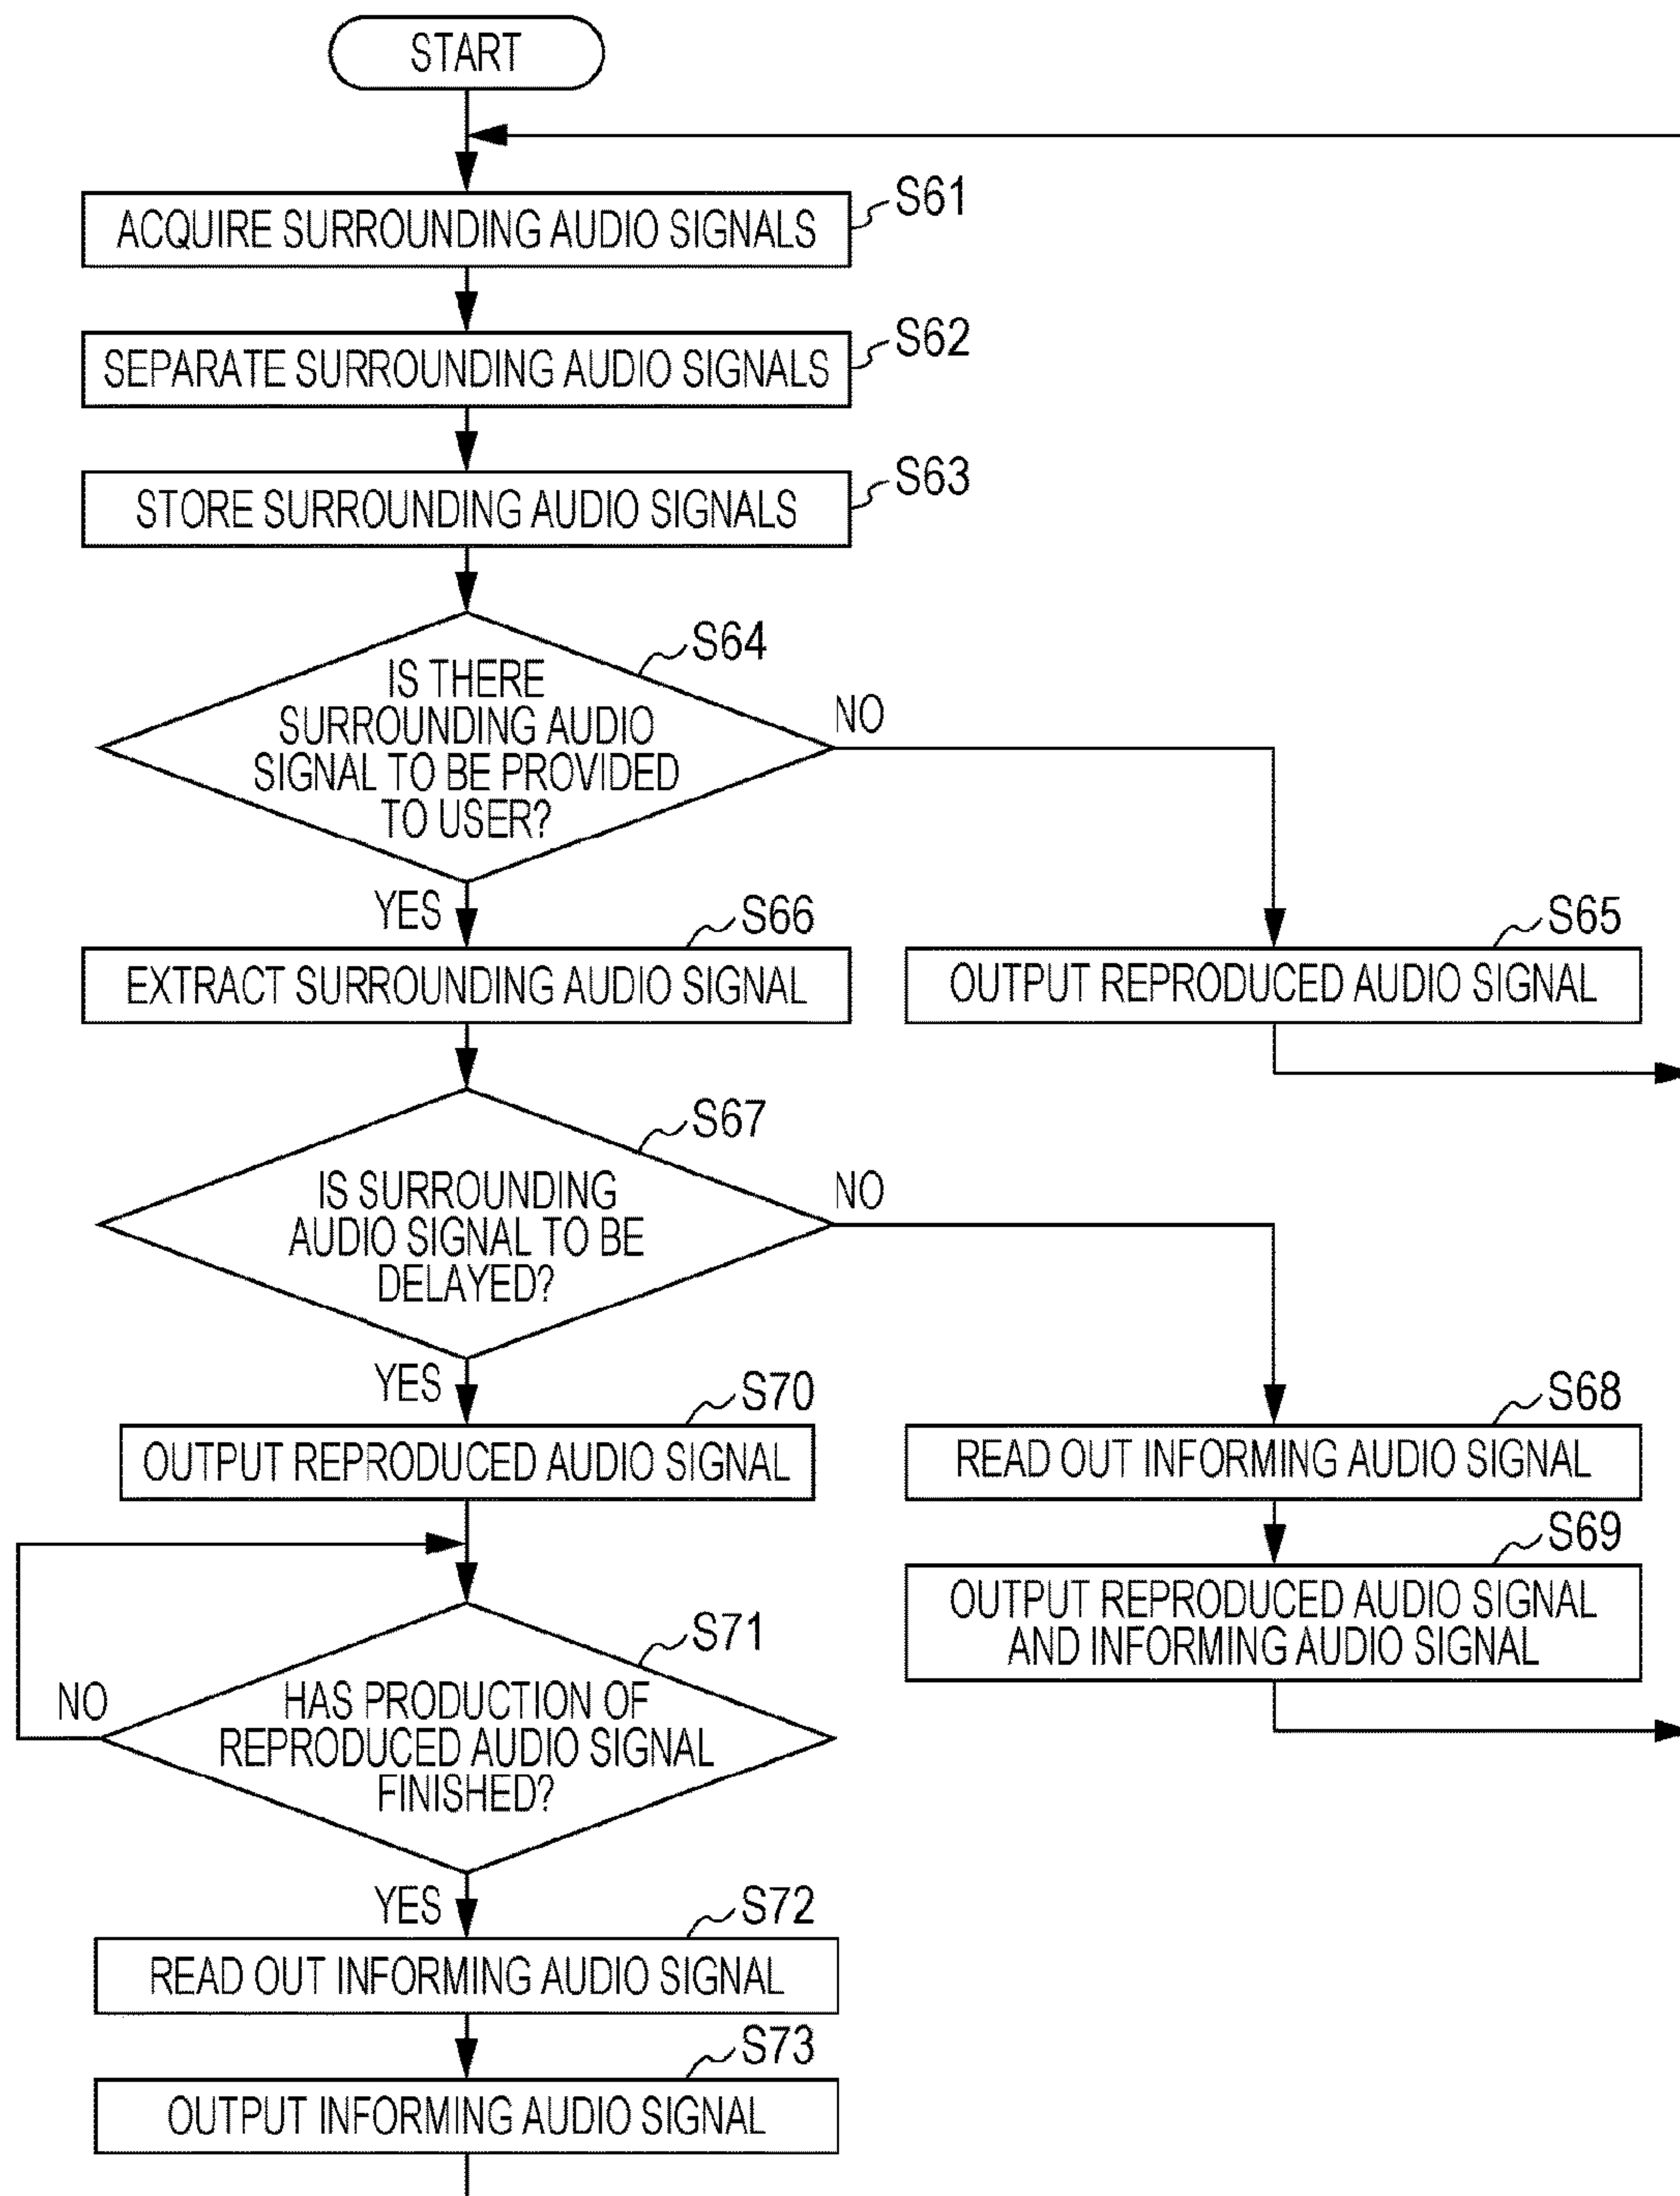 START
ACQUIRE SURROUNDING AUDIO SIGNALS
S61
SEPARATE SURROUNDING AUDIO SIGNALS
S62
STORE SURROUNDING AUDIO SIGNALS
S63
S64
IS THERE
SURROUNDING AUDIO
SIGNAL TO BE PROVIDED
TO USER?
NO
YES
S66
EXTRACT SURROUNDING AUDIO SIGNAL
S65
OUTPUT REPRODUCED AUDIO SIGNAL
S67
IS SURROUNDING
AUDIO SIGNAL TO BE
DELAYED?
NO
YES
S70
OUTPUT REPRODUCED AUDIO SIGNAL
S68
READ OUT INFORMING AUDIO SIGNAL
S69
OUTPUT REPRODUCED AUDIO SIGNAL
AND INFORMING AUDIO SIGNAL
S71
HAS PRODUCTION OF
REPRODUCED AUDIO SIGNAL
FINISHED?
NO
YES
S72
READ OUT INFORMING AUDIO SIGNAL
S73
OUTPUT INFORMING AUDIO SIGNAL